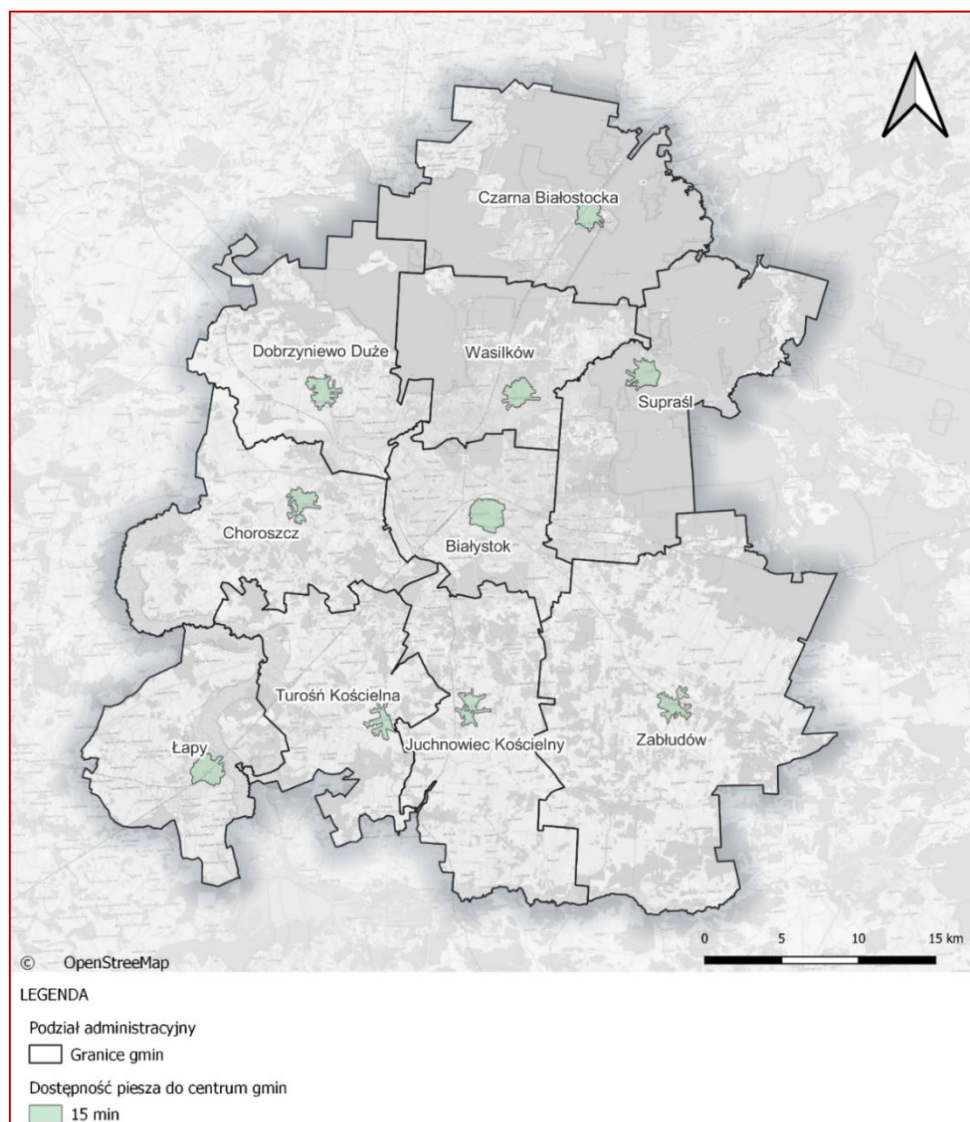 Czarna Białostocka
Dobrzyniewo Duże
Wasilków
Supraśl
Choroszcz
Białystok
Turośń Kościelna
Juchnowiec Kościelny
Zabłudów
Łapy
0 5 10 15 km
© OpenStreetMap
LEGENDA
Podział administracyjny
Granice gmin
Dostępność piesza do centrum gmin
15 min